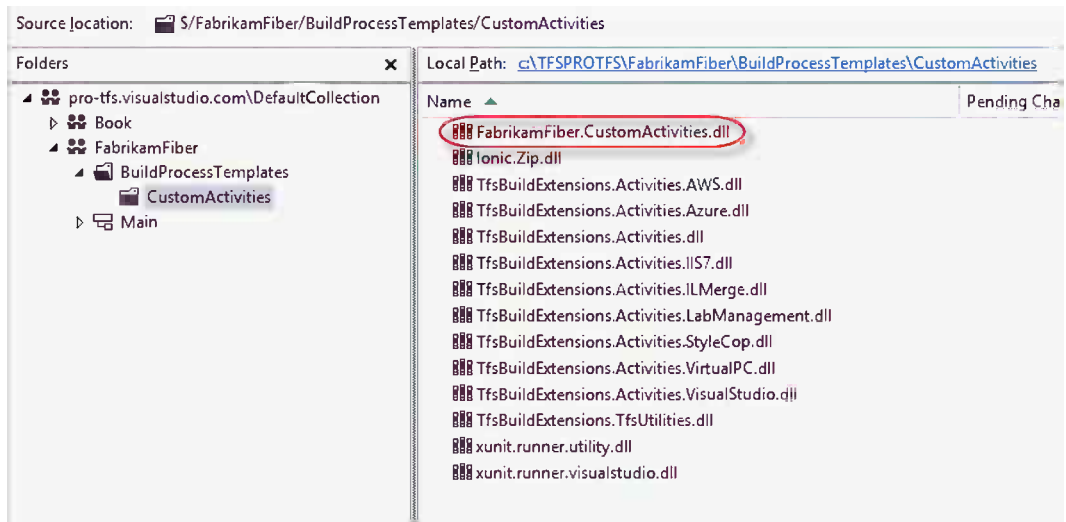 Source location: S/FabrikamFiber/BuildProcessTemplates/CustomActivities
Folders x
Local Path: c:\TFSPROTFS\FabrikamFiber\BuildProcessTemplates\CustomActivities
pro-tfs.visualstudio.com\DefaultCollection
Book
FabrikamFiber
BuildProcessTemplates
CustomActivities
Main
Name Pending Cha
FabrikamFiber.CustomActivities.dll
Ionic.Zip.dll
TfsBuildExtensions.Activities.AWS.dll
TfsBuildExtensions.Activities.Azure.dll
TfsBuildExtensions.Activities.dll
TfsBuildExtensions.Activities.IIS7.dll
TfsBuildExtensions.Activities.ILMerge.dll
TfsBuildExtensions.Activities.LabManagement.dll
TfsBuildExtensions.Activities.StyleCop.dll
TfsBuildExtensions.Activities.VirtualPC.dll
TfsBuildExtensions.Activities.VisualStudio.dll
TfsBuildExtensions.TfsUtilities.dll
xunit.runner.utility.dll
xunit.runner.visualstudio.dll